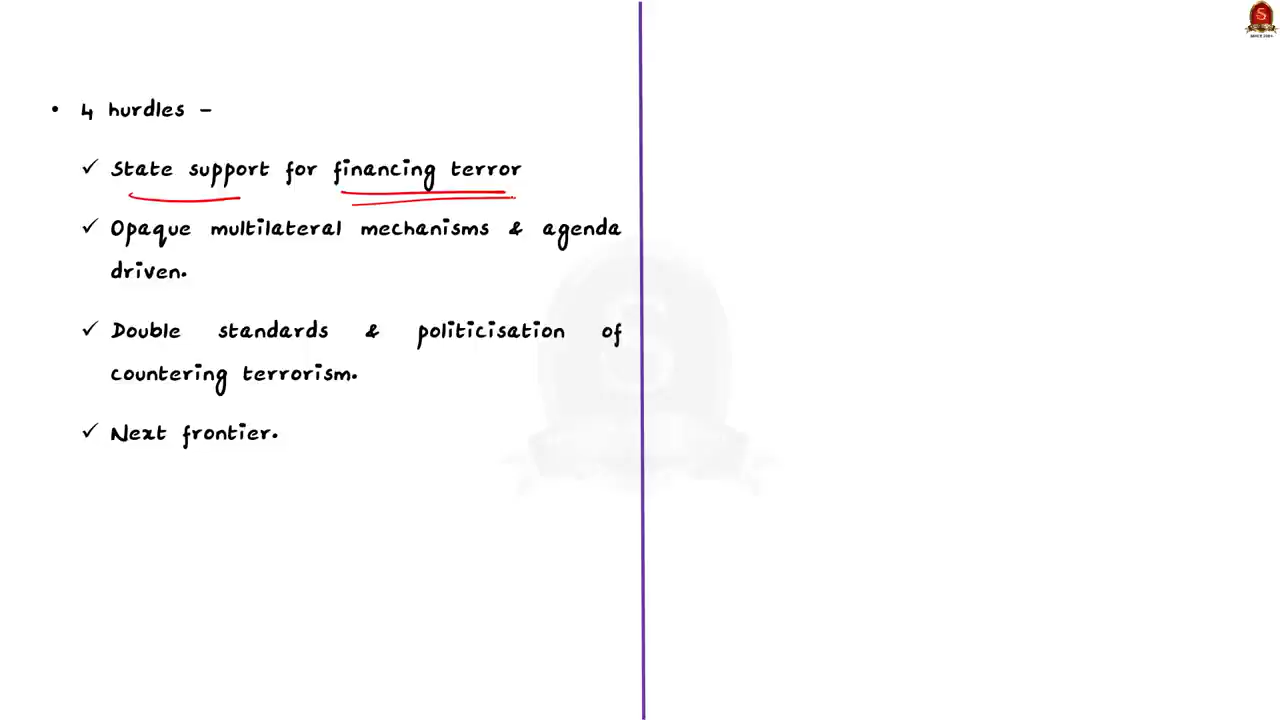 • 4 hurdles –
✓ State support for financing terror
✓ Opaque multilateral mechanisms & agenda
driven.
✓ Double standards & politicisation of
countering terrorism.
✓ Next frontier.